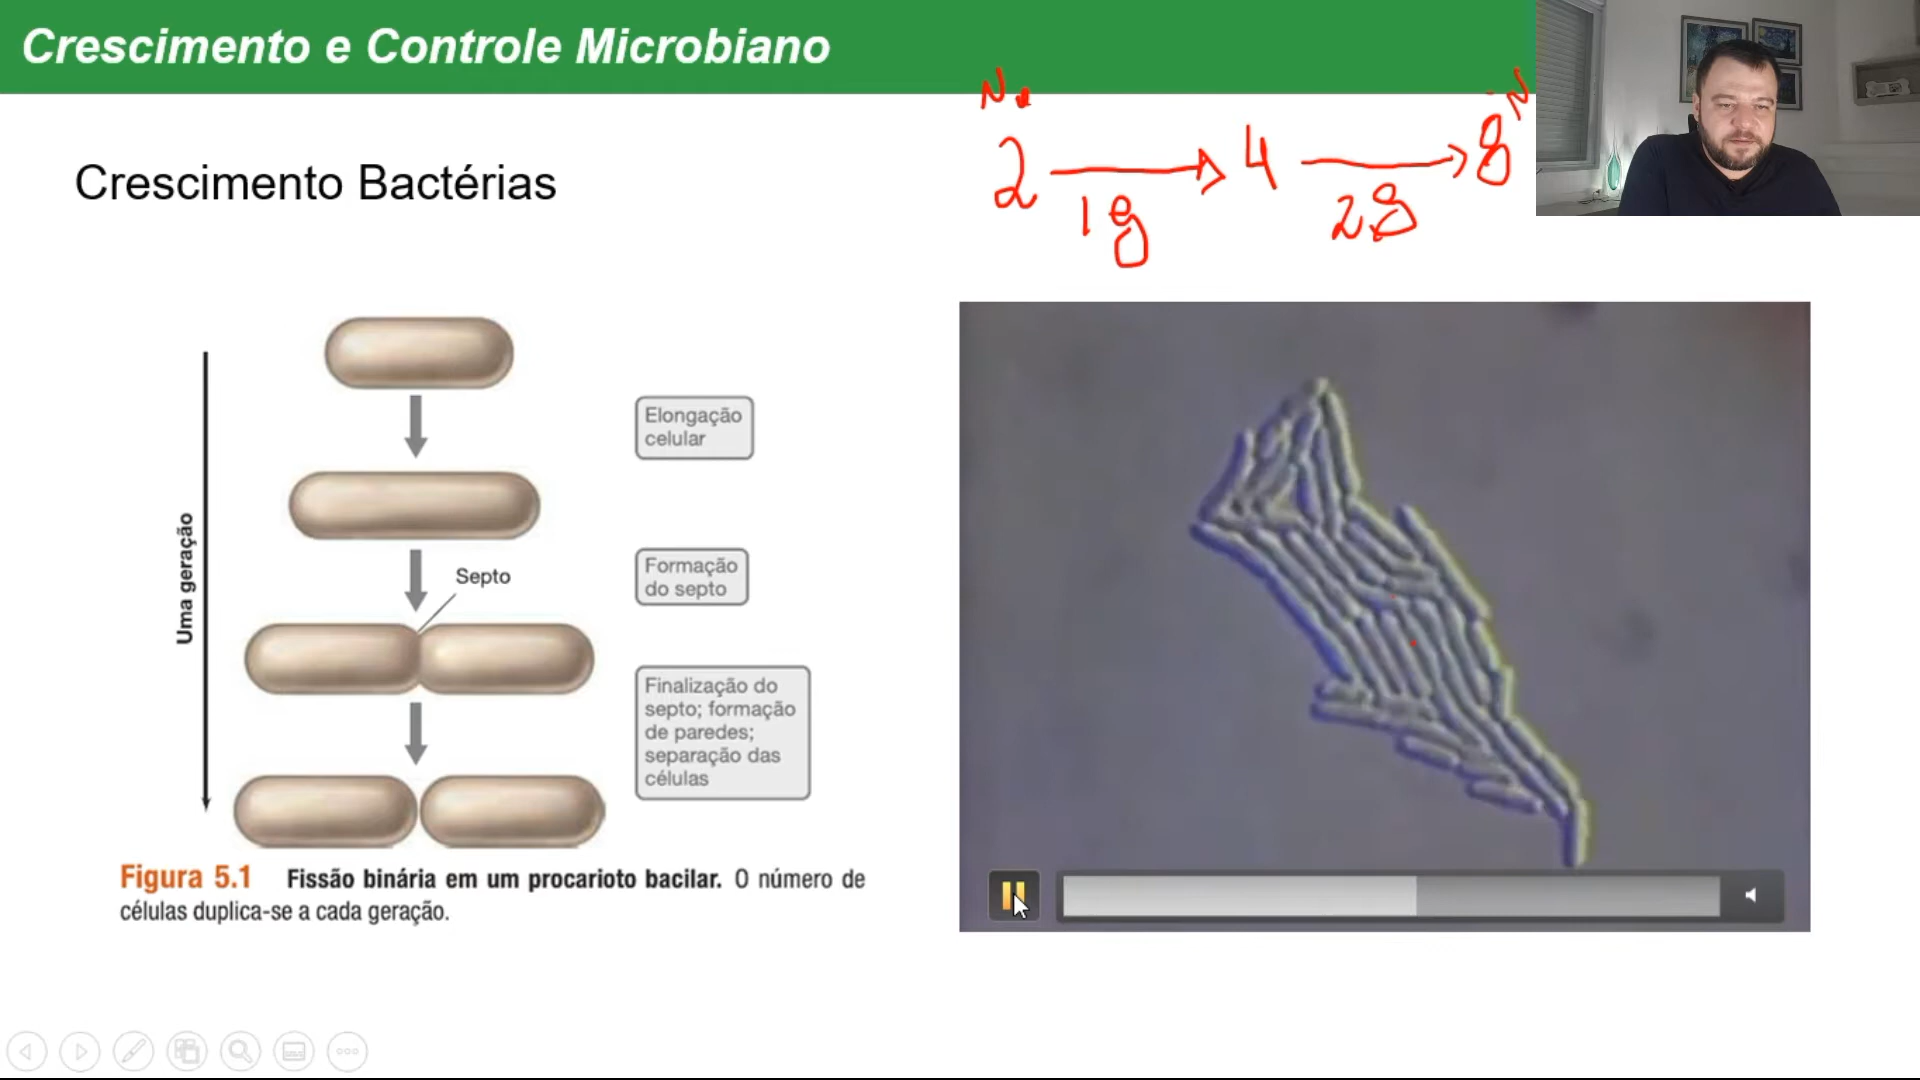 Crescimento e Controle Microbiano
N.
N
2 → 4 → 8
1g
2g
Crescimento Bactérias
Elongação
celular
Formação
do septo
Septo
Uma geração
Finalização do
septo; formação
de paredes;
separação das
células
Figura 5.1 Fissão binária em um procarioto bacilar. O número de
células duplica-se a cada geração.